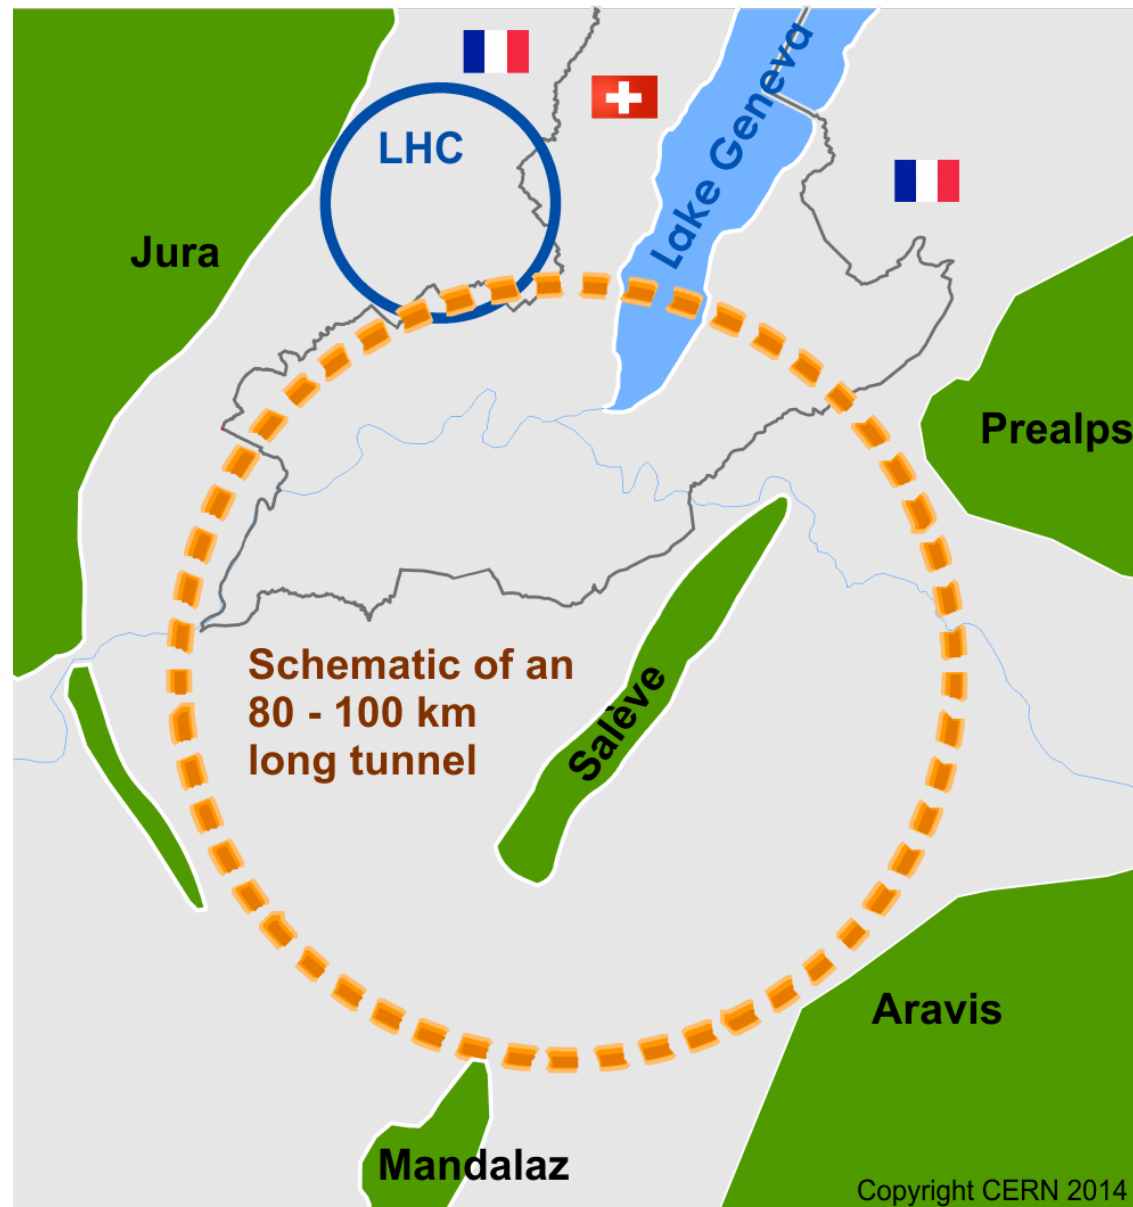 LHC
Lake Geneva
Jura
Prealps
Schematic of an
80 - 100 km
long tunnel
Salève
Aravis
Mandalaz
Copyright CERN 2014